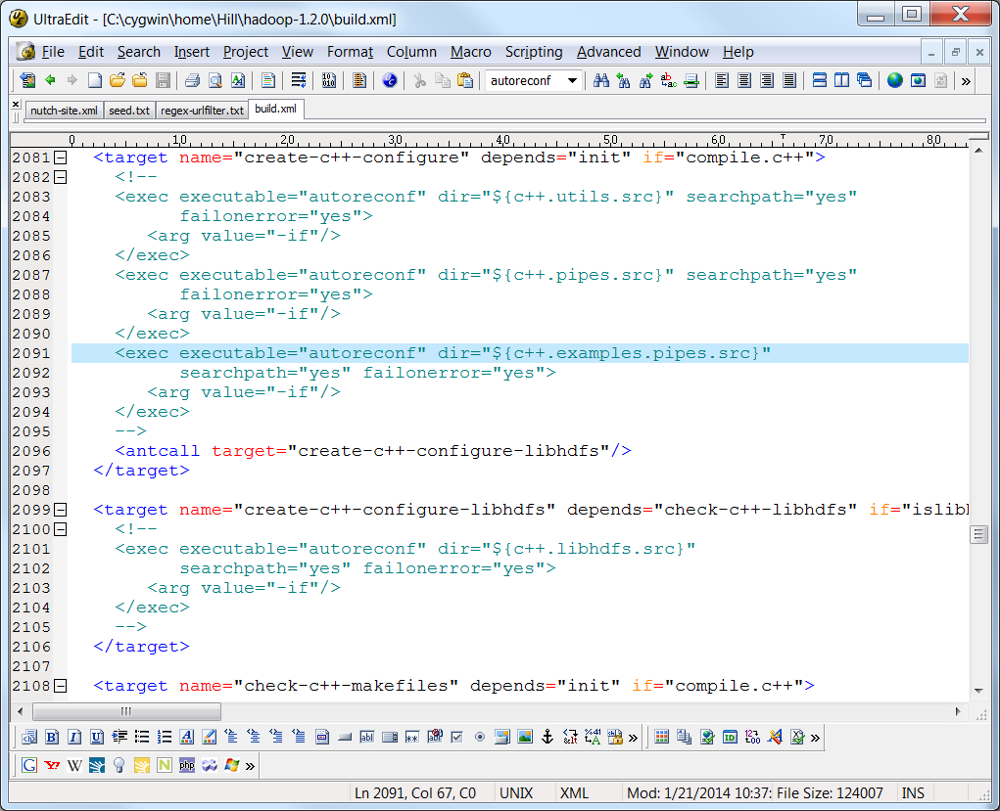 UltraEdit - [C:\cygwin\home\Hill\hadoop-1.2.0\build.xml]
File Edit Search Insert Project View Format Column Macro Scripting Advanced Window Help
autoreconf
nutch-site.xml seed.txt regex-urlfilter.txt build.xml
0 10 20 30 40 50 60 70 80
2081 <target name="create-c++-configure" depends="init" if="compile.c++">
2082 <!--
2083 <exec executable="autoreconf" dir="${c++.utils.src}" searchpath="yes"
2084 failonerror="yes">
2085 <arg value="-if"/>
2086 </exec>
2087 <exec executable="autoreconf" dir="${c++.pipes.src}" searchpath="yes"
2088 failonerror="yes">
2089 <arg value="-if"/>
2090 </exec>
2091 <exec executable="autoreconf" dir="${c++.examples.pipes.src}"
2092 searchpath="yes" failonerror="yes">
2093 <arg value="-if"/>
2094 </exec>
2095 -->
2096 <antcall target="create-c++-configure-libhdfs"/>
2097 </target>
2098
2099 <target name="create-c++-configure-libhdfs" depends="check-c++-libhdfs" if="islibh
2100 <!--
2101 <exec executable="autoreconf" dir="${c++.libhdfs.src}"
2102 searchpath="yes" failonerror="yes">
2103 <arg value="-if"/>
2104 </exec>
2105 -->
2106 </target>
2107
2108 <target name="check-c++-makefiles" depends="init" if="compile.c++">
Ln 2091, Col 67, C0 UNIX XML Mod: 1/21/2014 10:37: File Size: 124007 INS